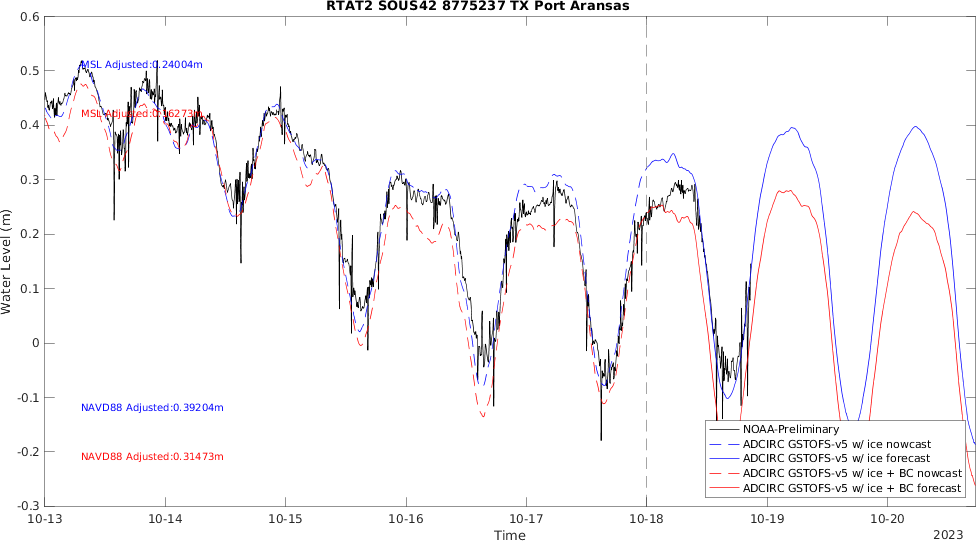 RTAT2 SOUS42 8775237 TX Port Aransas
Water Level (m)
0.6
0.5
0.4
0.3
0.2
0.1
0
-0.1
-0.2
-0.3
MSL Adjusted:0.24004m
MSL Adjusted:0.16273m
NAVD88 Adjusted:0.39204m
NAVD88 Adjusted:0.31473m
NOAA-Preliminary
ADCIRC GSTOFS-v5 w/ ice nowcast
ADCIRC GSTOFS-v5 w/ ice forecast
ADCIRC GSTOFS-v5 w/ ice + BC nowcast
ADCIRC GSTOFS-v5 w/ ice + BC forecast
10-13 10-14 10-15 10-16 10-17 10-18 10-19 10-20
Time
2023